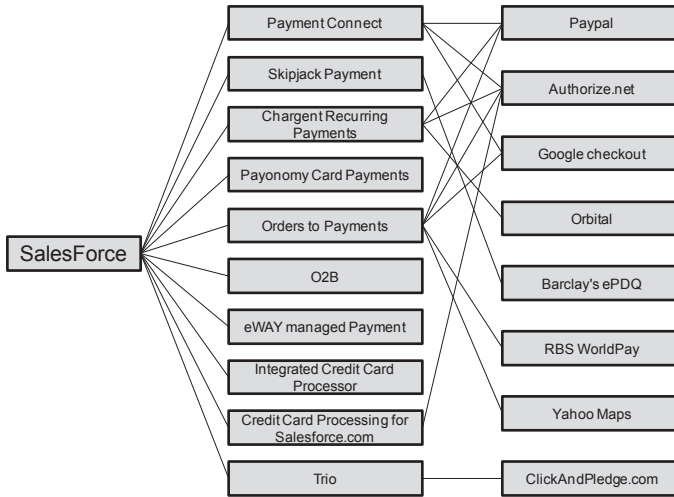 SalesForce
Payment Connect
Skipjack Payment
Chargent Recurring
Payments
Payonomy Card Payments
Orders to Payments
O2B
eWAY managed Payment
Integrated Credit Card
Processor
Credit Card Processing for
Salesforce.com
Trio
Paypal
Authorize.net
Google checkout
Orbital
Barclay's ePDQ
RBS WorldPay
Yahoo Maps
ClickAndPledge.com